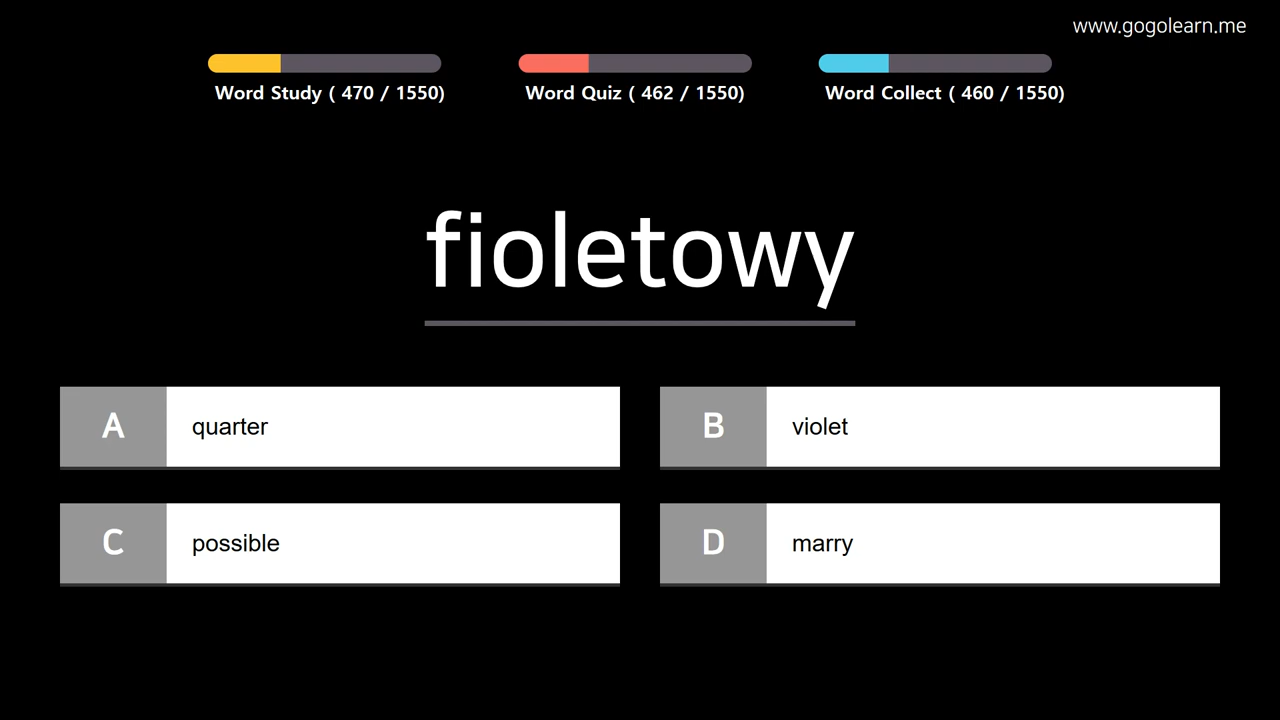 www.gogolearn.me
Word Study ( 470 / 1550)
Word Quiz ( 462 / 1550)
Word Collect ( 460 / 1550)
fioletowy
A quarter
B violet
C possible
D marry